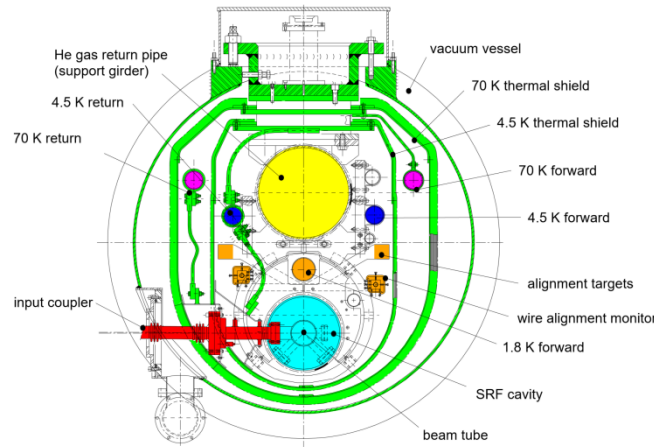 He gas return pipe
(support girder)
4.5 K return
70 K return
input coupler
vacuum vessel
70 K thermal shield
4.5 K thermal shield
70 K forward
4.5 K forward
alignment targets
wire alignment monitor
1.8 K forward
SRF cavity
beam tube